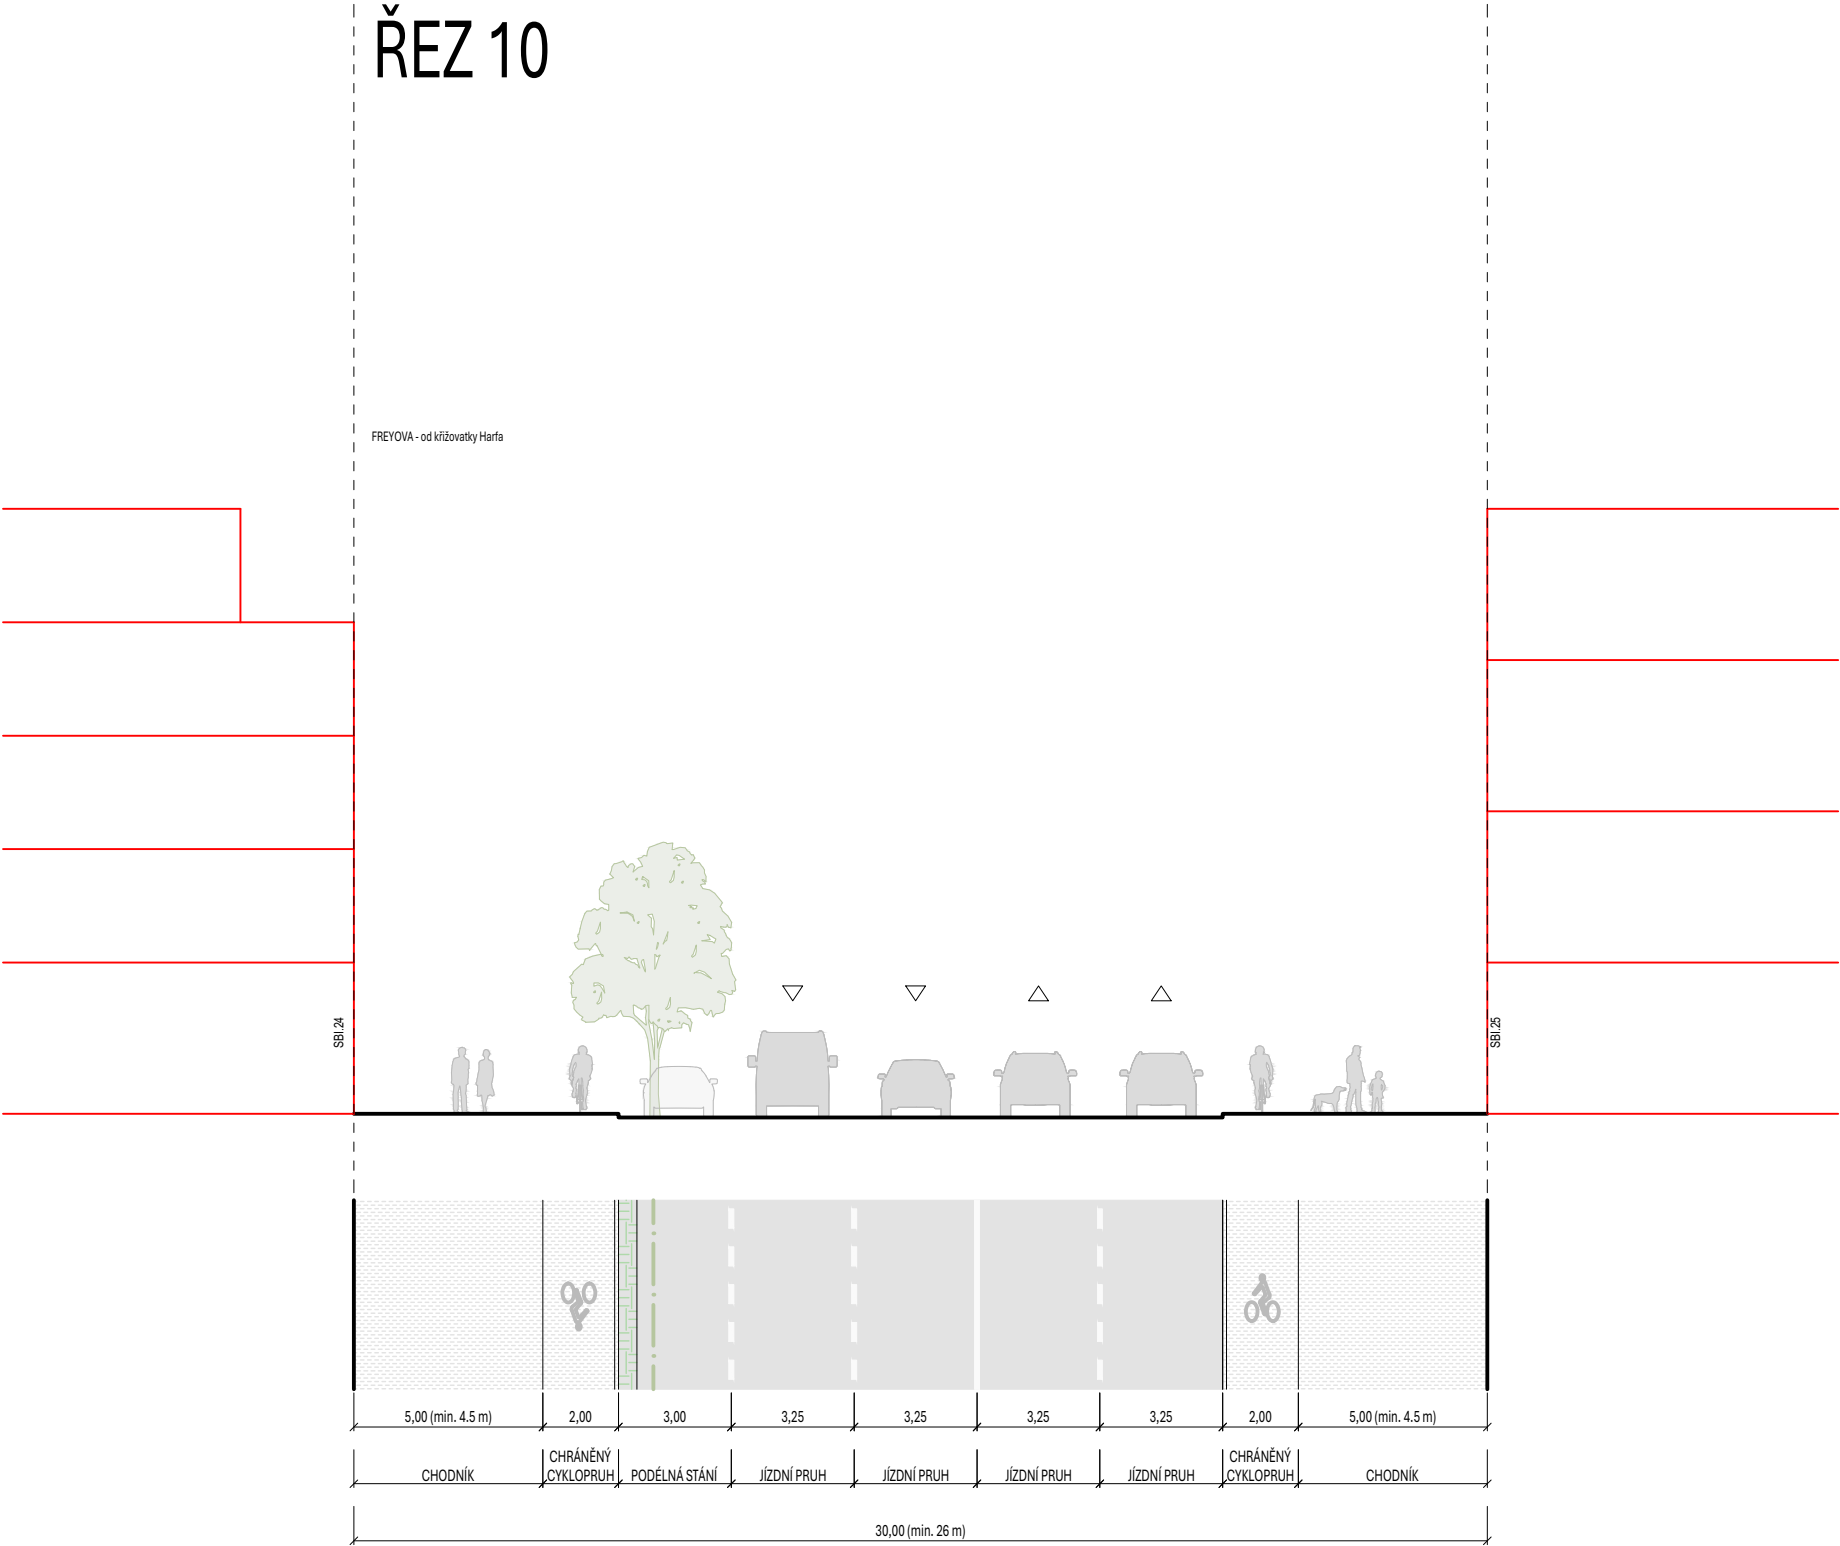 ŘEZ 10
FREYOVA - od křižovatky Harfa
SBI.24
SBI.25
5,00 (min. 4.5 m) 2,00 3,00 3,25 3,25 3,25 3,25 2,00 5,00 (min. 4.5 m)
CHODNÍK CHRÁNĚNÝ CYKLOPRUH PODÉLNÁ STÁNÍ JÍZDNÍ PRUH JÍZDNÍ PRUH JÍZDNÍ PRUH JÍZDNÍ PRUH CHRÁNĚNÝ CYKLOPRUH CHODNÍK
30,00 (min. 26 m)